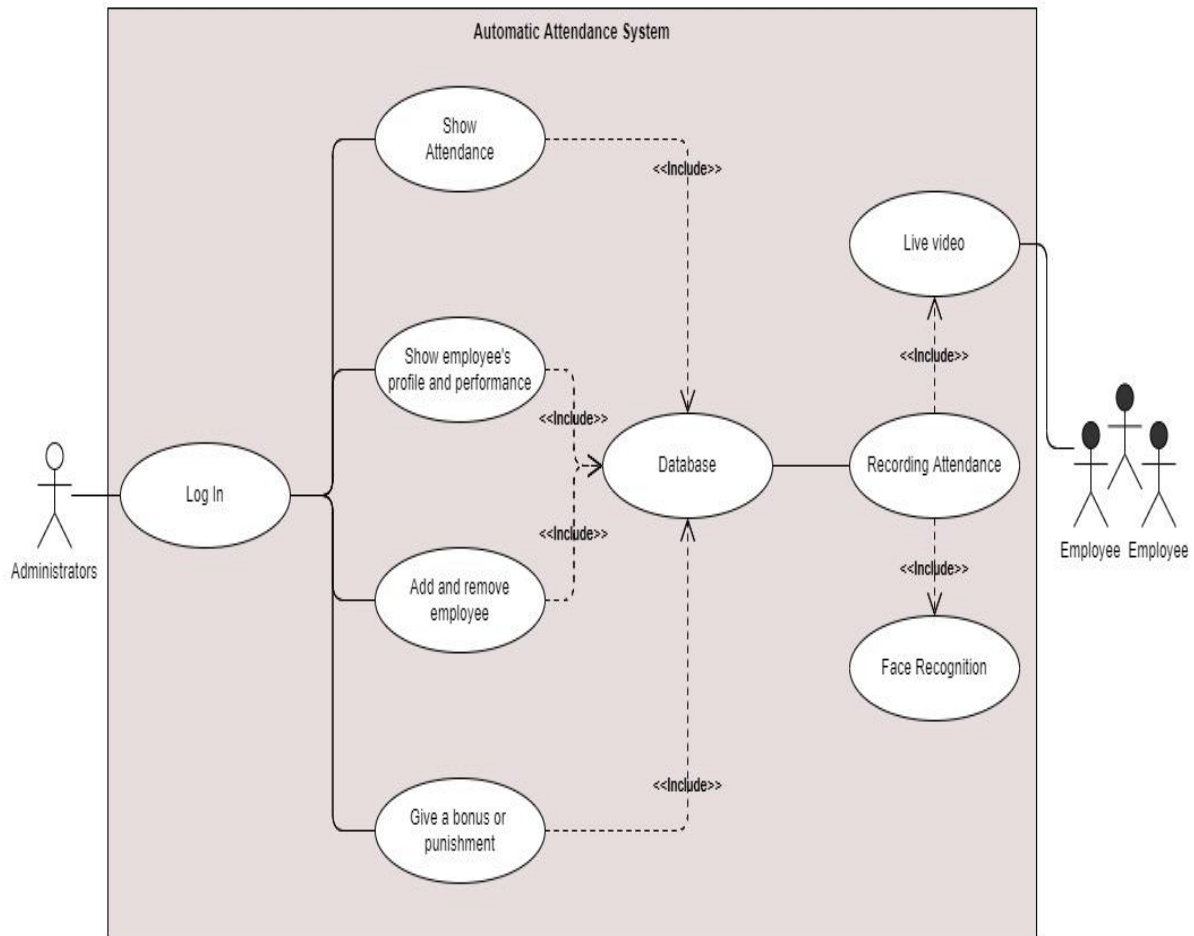 Automatic Attendance System
Show
Attendance
<<Include>>
Live video
Show employee's
profile and performance
<<Include>>
<<Include>>
Database
Recording Attendance
Log In
Administrators
<<Include>>
Employee Employee
<<Include>>
Add and remove
employee
Face Recognition
<<Include>>
Give a bonus or
punishment